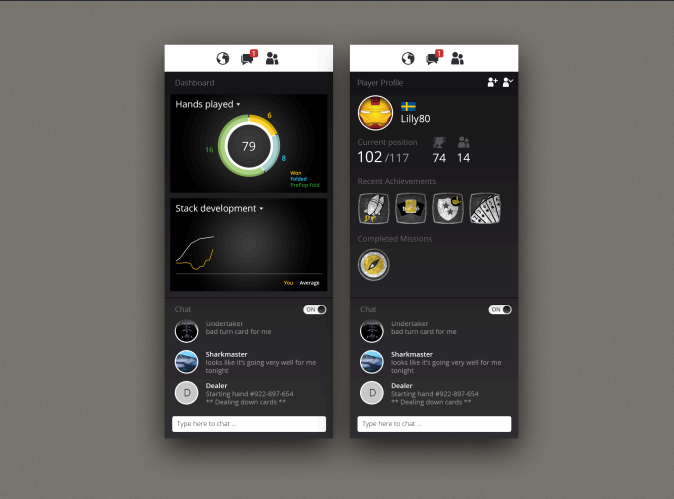 1
Dashboard
Hands played
6
79
16
8
Won
Folded
Preflop Fold
Stack development
You Average
Chat
ON
Undertaker
bad turn card for me
Sharkmaster
looks like it's going very well for me
tonight
D
Dealer
Starting hand #922-897-654
** Dealing down cards **
Type here to chat ...
1
Player Profile
Lilly80
Current position
102 /117
74
14
Recent Achievements
Completed Missions
Chat
ON
Undertaker
bad turn card for me
Sharkmaster
looks like it's going very well for me
tonight
D
Dealer
Starting hand #922-897-654
** Dealing down cards **
Type here to chat ...